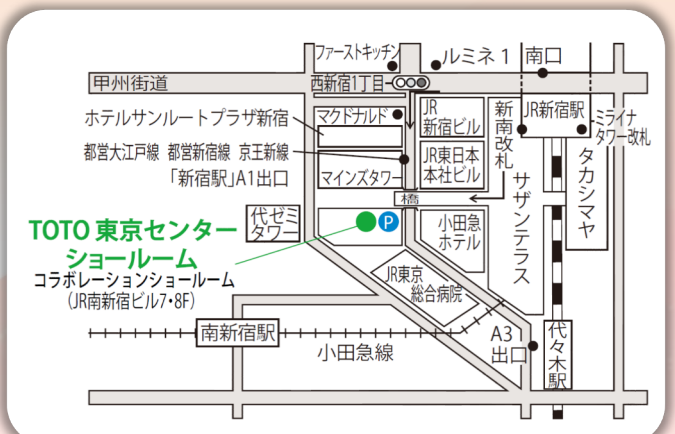 ファーストキッチン
ルミネ1
南口
甲州街道
西新宿1丁目
ホテルサンルートプラザ新宿
マクドナルド
JR
新宿ビル
新南改札
JR新宿駅
ミライナ
タワー改札
都営大江戸線 都営新宿線 京王新線
「新宿駅」A1出口
マインズタワー
JR東日本
本社ビル
サザンテラス
タカシマヤ
橋
代ゼミ
タワー
P
小田急
ホテル
TOTO 東京センター
ショールーム
コラボレーションショールーム
(JR南新宿ビル7・8F)
JR東京
総合病院
南新宿駅
小田急線
A3
出口
代々木駅